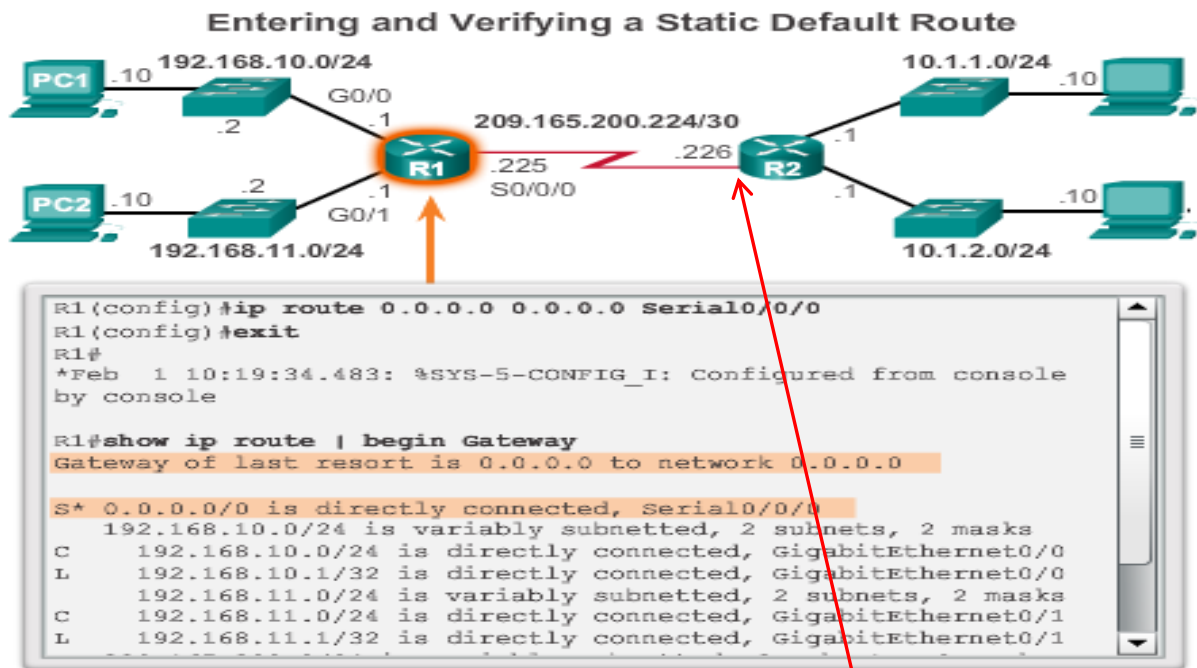 Entering and Verifying a Static Default Route
192.168.10.0/24
10.1.1.0/24
PC1
.10
G0/0
.10
.2
.1
209.165.200.224/30
.1
R1
.225
.226
R2
S0/0/0
PC2
.10
.2
.1
G0/1
.1
.10
192.168.11.0/24
10.1.2.0/24
R1(config)#ip route 0.0.0.0 0.0.0.0 Serial0/0/0
R1(config)#exit
R1#
*Feb 1 10:19:34.483: %SYS-5-CONFIG_I: Configured from console
by console
R1#show ip route | begin Gateway
Gateway of last resort is 0.0.0.0 to network 0.0.0.0
S* 0.0.0.0/0 is directly connected, Serial0/0/0
192.168.10.0/24 is variably subnetted, 2 subnets, 2 masks
C 192.168.10.0/24 is directly connected, GigabitEthernet0/0
L 192.168.10.1/32 is directly connected, GigabitEthernet0/0
192.168.11.0/24 is variably subnetted, 2 subnets, 2 masks
C 192.168.11.0/24 is directly connected, GigabitEthernet0/1
L 192.168.11.1/32 is directly connected, GigabitEthernet0/1